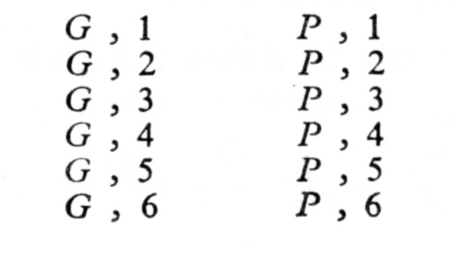 G , 1 P , 1
G , 2 P , 2
G , 3 P , 3
G , 4 P , 4
G , 5 P , 5
G , 6 P , 6